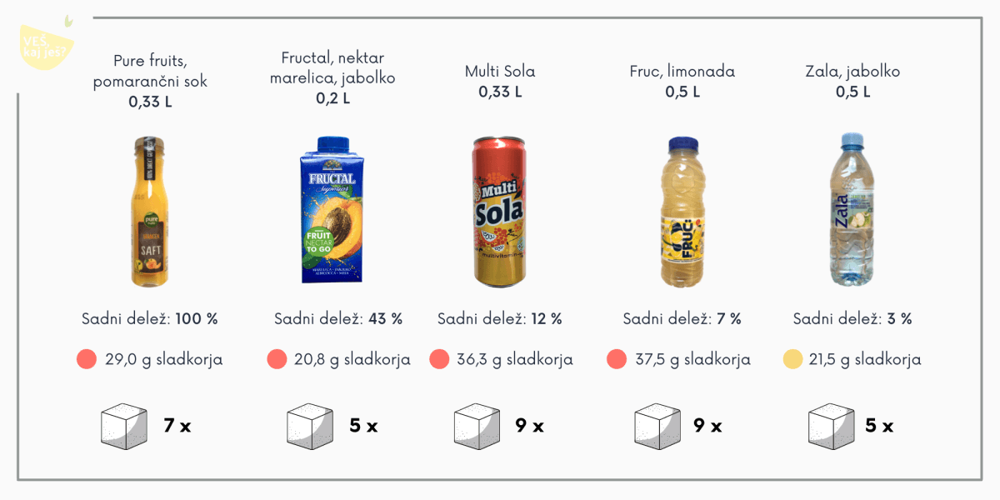 VEŠ,
kaj ješ?
Pure fruits,
pomarančni sok
0,33 L
Fructal, nektar
marelica, jabolko
0,2 L
Multi Sola
0,33 L
Fruc, limonada
0,5 L
Zala, jabolko
0,5 L
pure
SAFT
FRUCTAL
Superior
FRUIT
NECTAR
TO GO
Multi
Sola
multivitamin
FRUC
Zala
Sadni delež: 100 %
Sadni delež: 43 %
Sadni delež: 12 %
Sadni delež: 7 %
Sadni delež: 3 %
29,0 g sladkorja
20,8 g sladkorja
36,3 g sladkorja
37,5 g sladkorja
21,5 g sladkorja
7 x
5 x
9 x
9 x
5 x